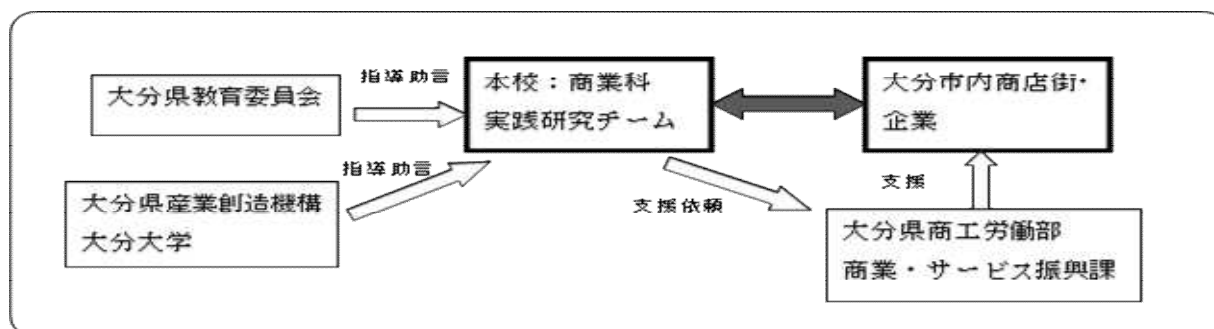 大分県教育委員会
指導助言
本校：商業科
実践研究チーム
大分市内商店街・
企業
大分県産業創造機構
大分大学
指導助言
支援依頼
支援
大分県商工労働部
商業・サービス振興課